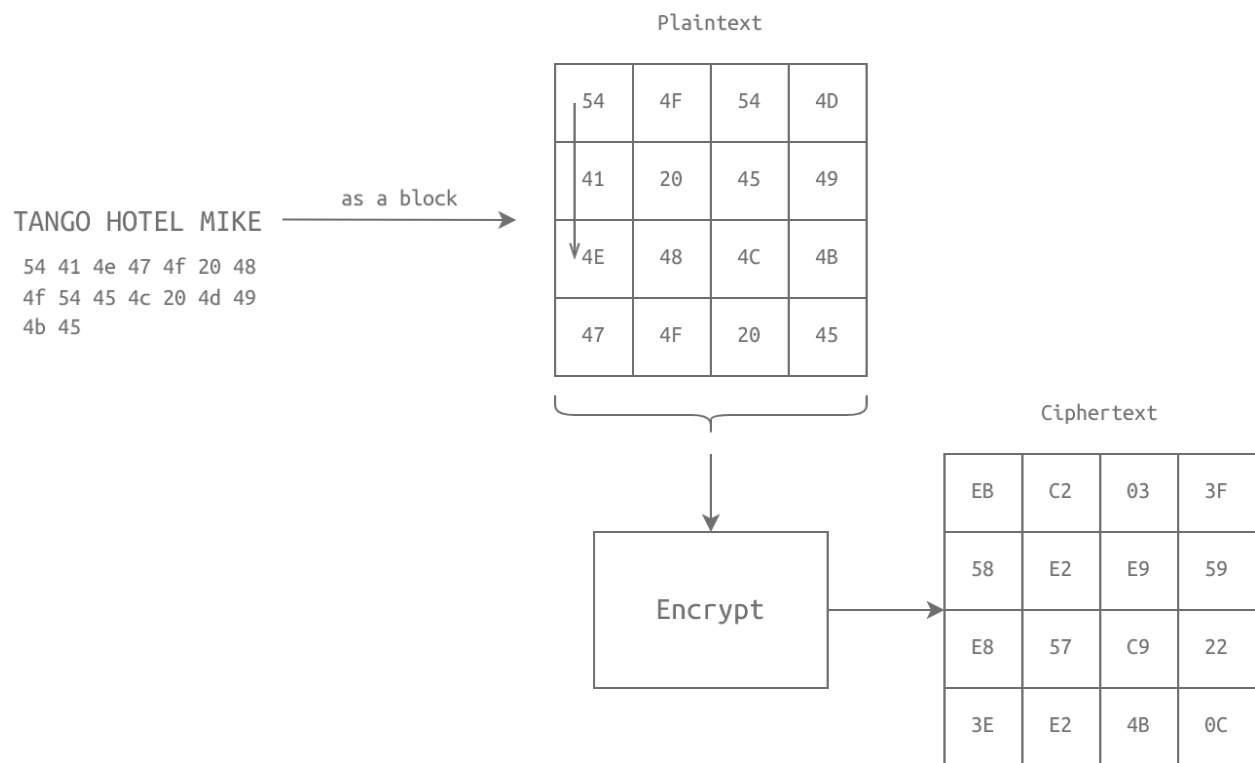 Plaintext
54 4F 54 4D
41 20 45 49
4E 48 4C 4B
47 4F 20 45
as a block
TANGO HOTEL MIKE
54 41 4e 47 4f 20 48
4f 54 45 4c 20 4d 49
4b 45
Encrypt
Ciphertext
EB C2 03 3F
58 E2 E9 59
E8 57 C9 22
3E E2 4B 0C